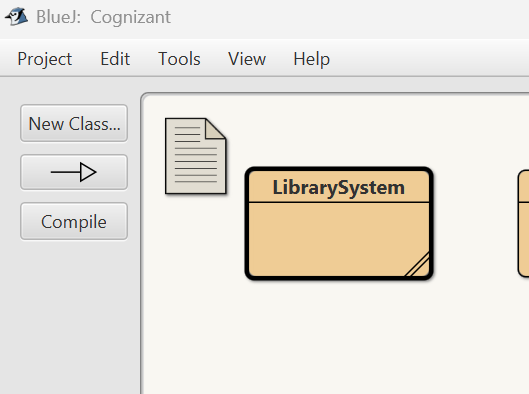 BlueJ: Cognizant
Project Edit Tools View Help
New Class...
LibrarySystem
Compile